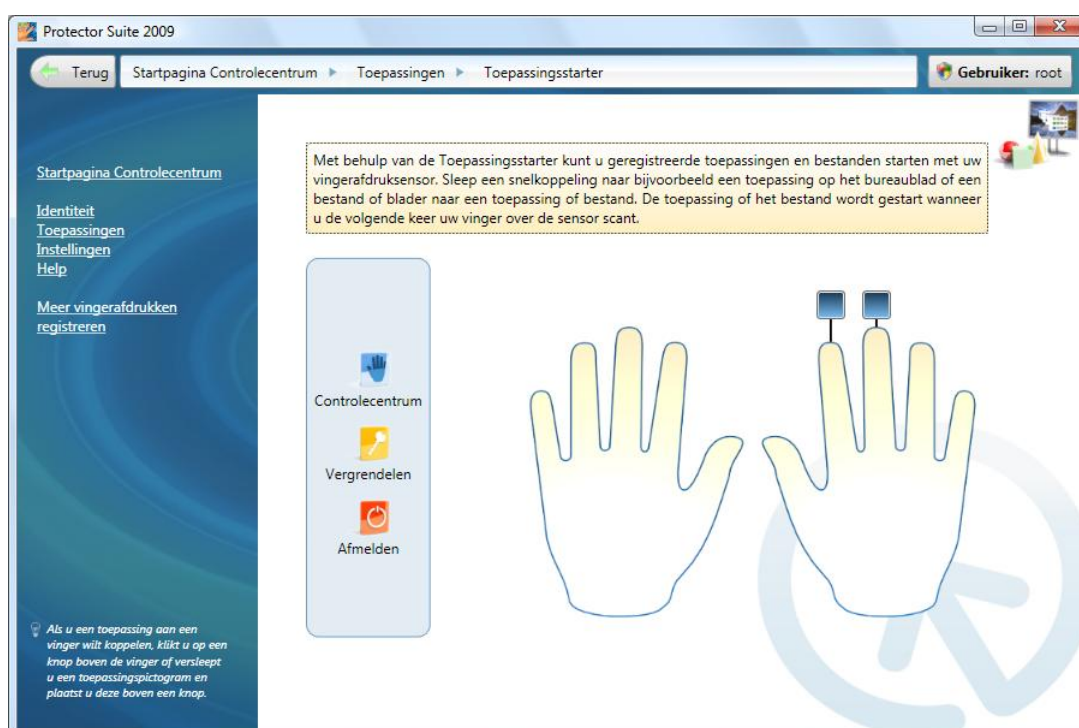 Protector Suite 2009
Terug
Startpagina Controlecentrum
Toepassingen
Toepassingsstarter
Gebruiker: root
Startpagina Controlecentrum
Identiteit
Toepassingen
Instellingen
Help
Meer vingerafdrukken
registreren
Met behulp van de Toepassingsstarter kunt u geregistreerde toepassingen en bestanden starten met uw
vingerafdruksensor. Sleep een snelkoppeling naar bijvoorbeeld een toepassing op het bureaublad of een
bestand of blader naar een toepassing of bestand. De toepassing of het bestand wordt gestart wanneer
u de volgende keer uw vinger over de sensor scant.
Controlecentrum
Vergrendelen
Afmelden
Als u een toepassing aan een
vinger wilt koppelen, klikt u op een
knop boven de vinger of versleept
u een toepassingspictogram en
plaatst u deze boven een knop.